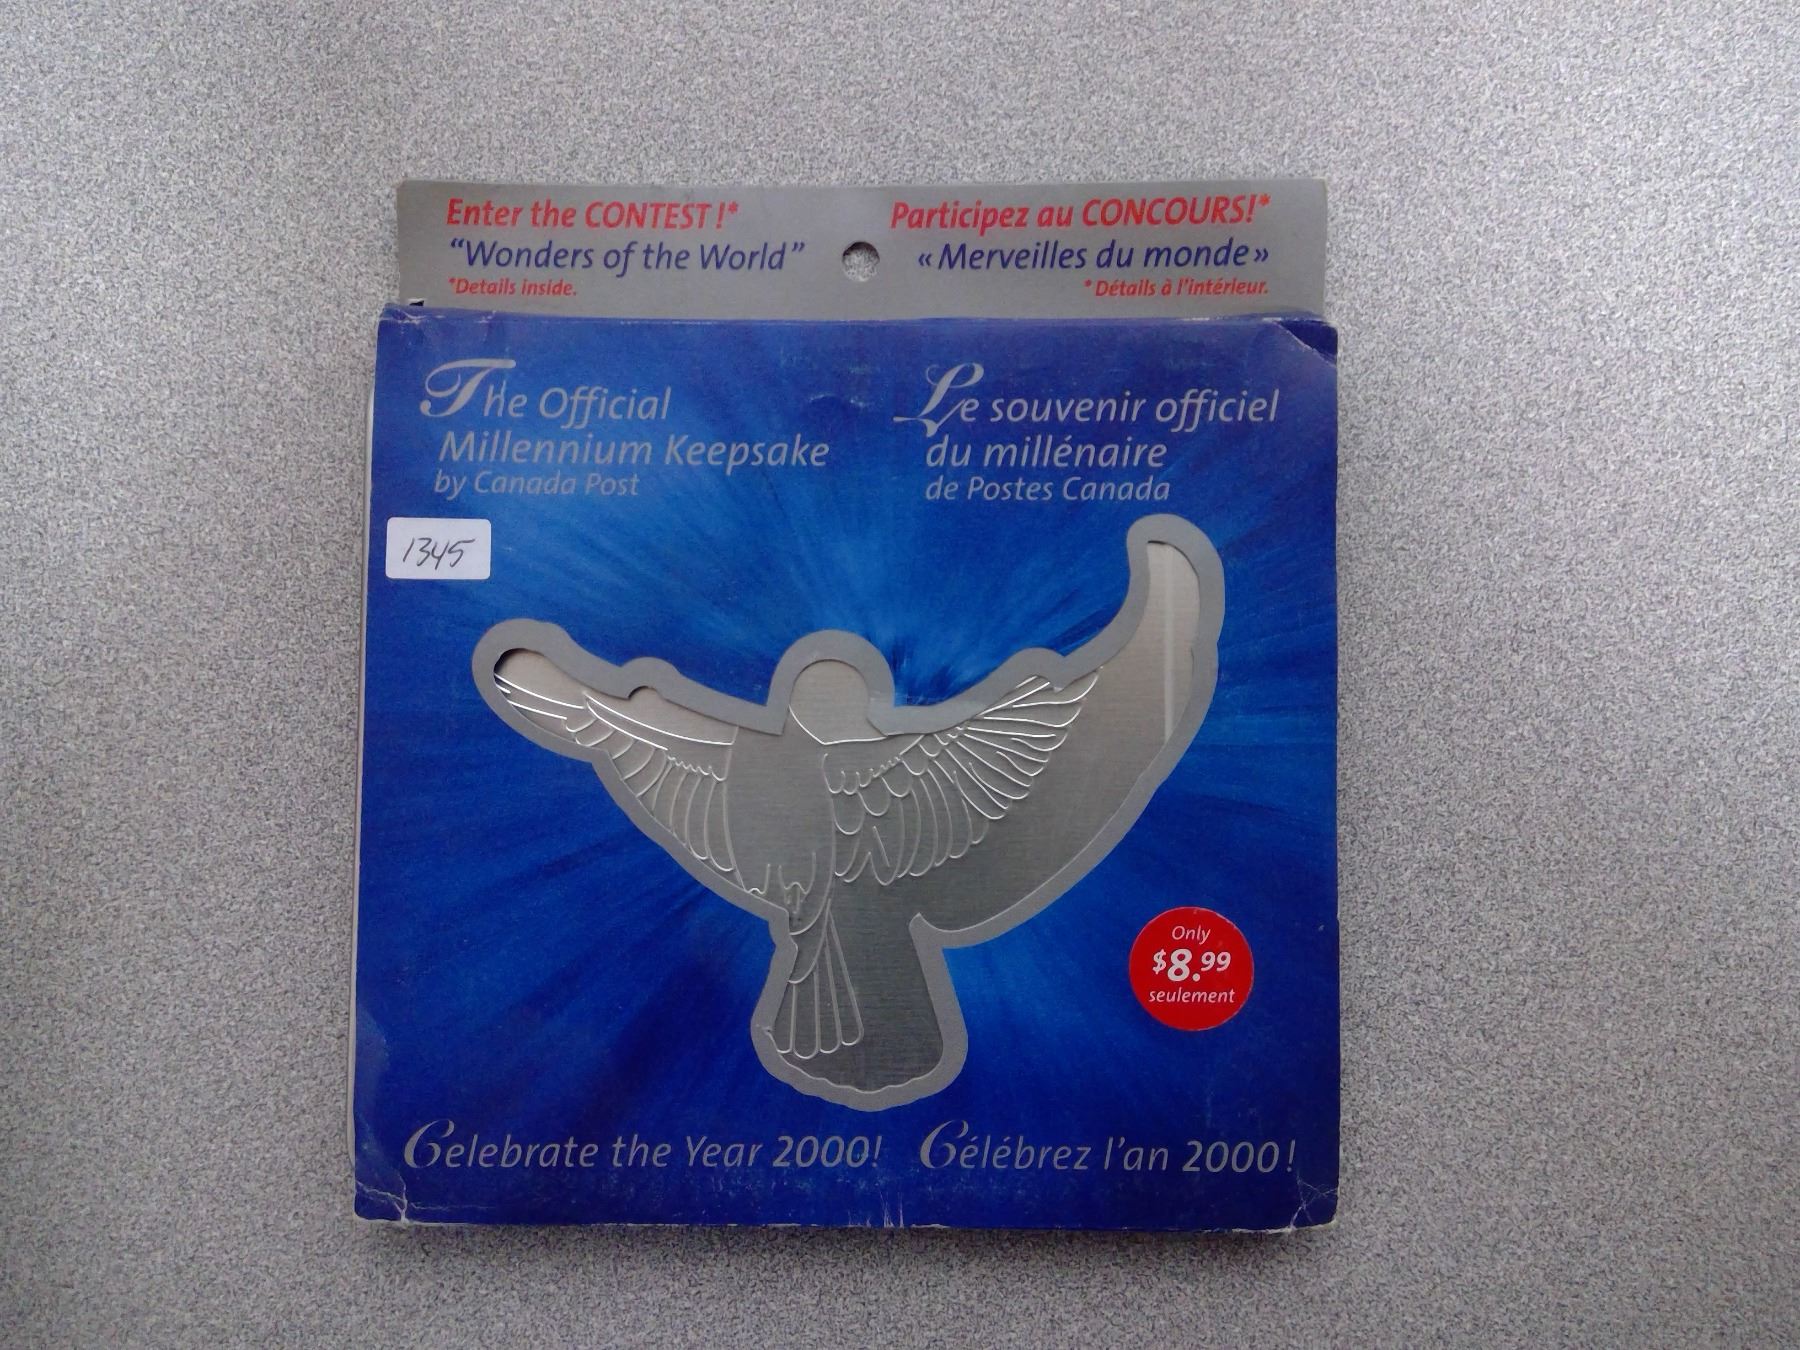 Enter the CONTEST!*
“Wonders of the World”
*Details inside.
Participez au CONCOURS!*
« Merveilles du monde »
* Détails à l'intérieur.
The Official
Millennium Keepsake
by Canada Post
Le souvenir officiel
du millénaire
de Postes Canada
1345
Only
$8.99
seulement
Celebrate the Year 2000!
Célébrez l'an 2000!